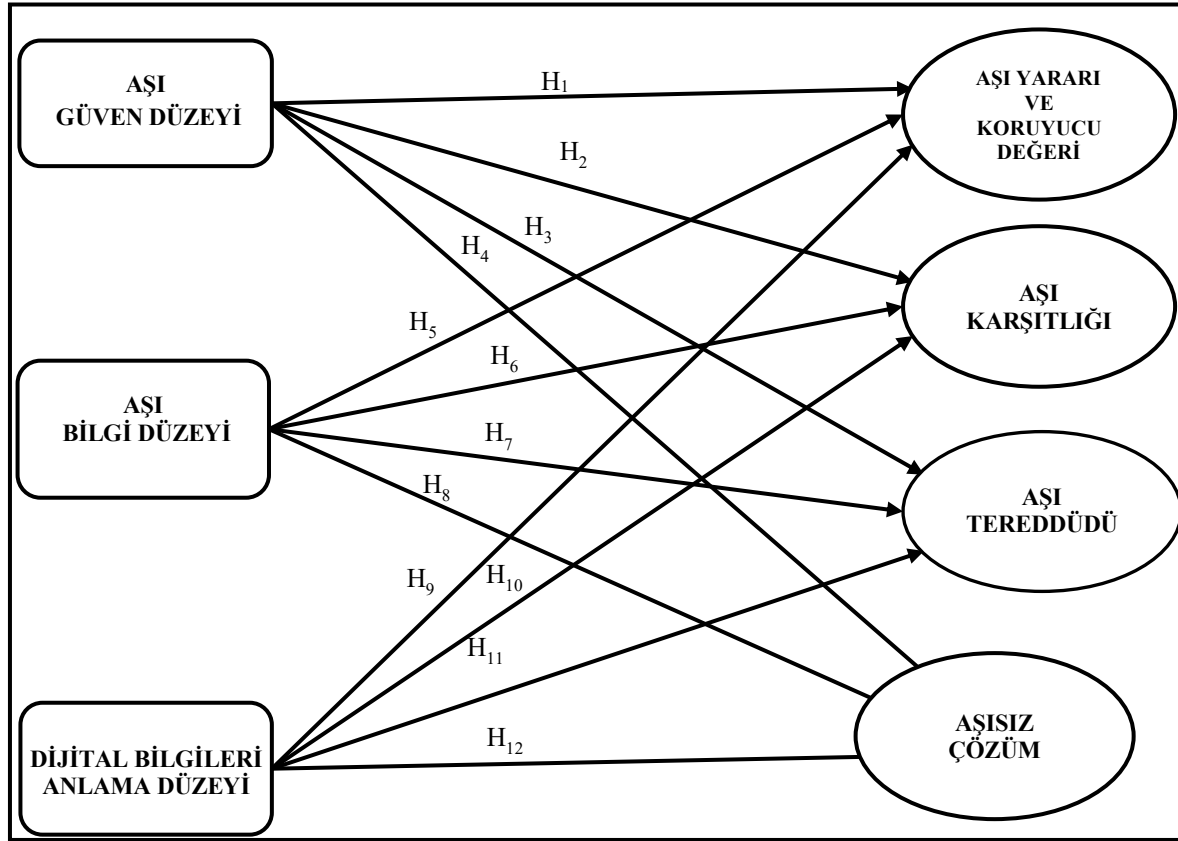 AŞI
GÜVEN DÜZEYİ
AŞI
BİLGİ DÜZEYİ
DİJİTAL BİLGİLERİ
ANLAMA DÜZEYİ
H1
H2
H3
H4
H5
H6
H7
H8
H9
H10
H11
H12
AŞI YARARI
VE
KORUYUCU
DEĞERİ
AŞI
KARŞITLIĞI
AŞI
TEREDDÜDÜ
AŞISIZ
ÇÖZÜM